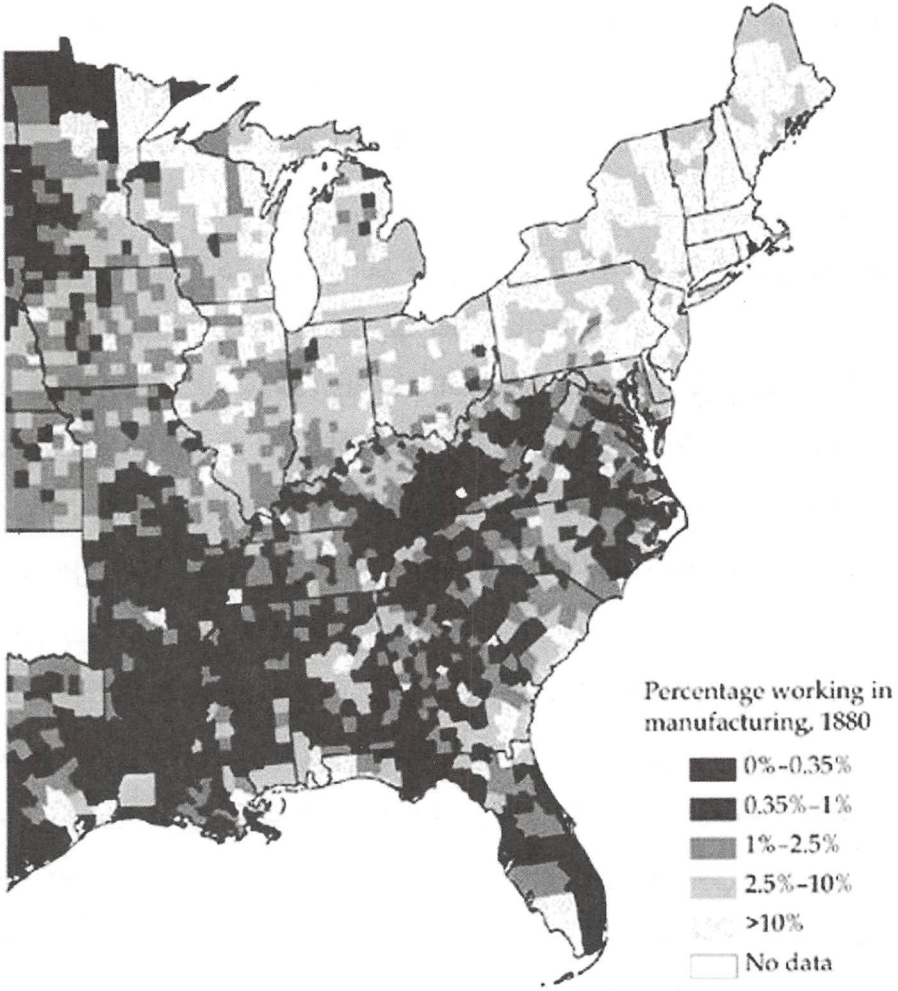 Percentage working in
manufacturing, 1880
0%–0.35%
0.35%–1%
1%–2.5%
2.5%–10%
>10%
No data